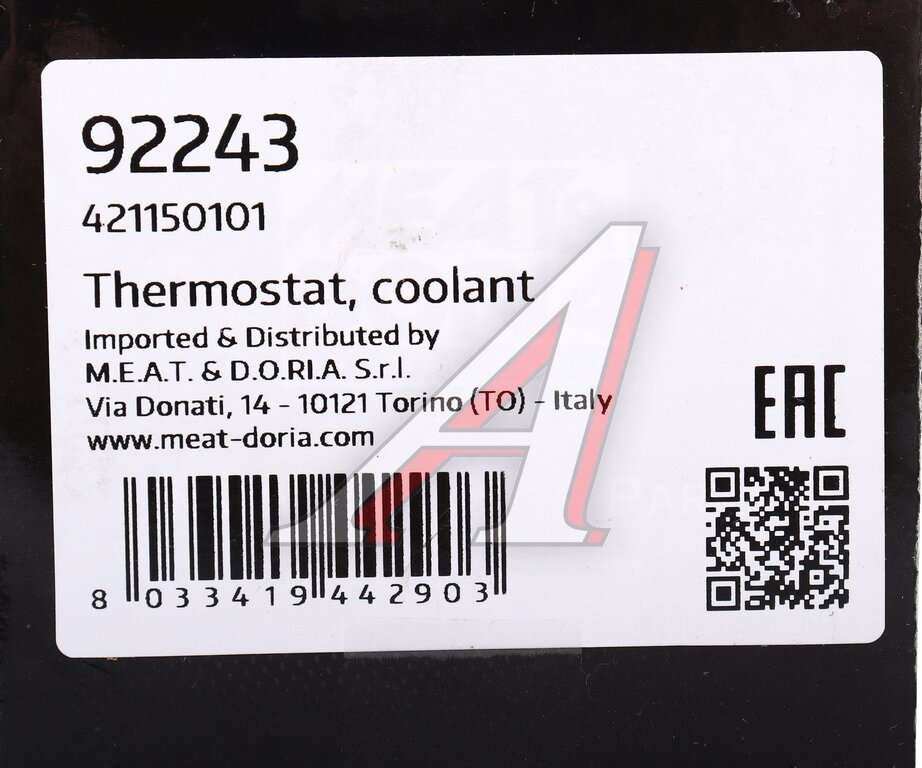 92243
421150101
Thermostat, coolant
Imported & Distributed by
M.E.A.T. & D.O.RI.A. S.r.l.
Via Donati, 14 - 10121 Torino (TO) - Italy
www.meat-doria.com
EAC
8 033419 442903